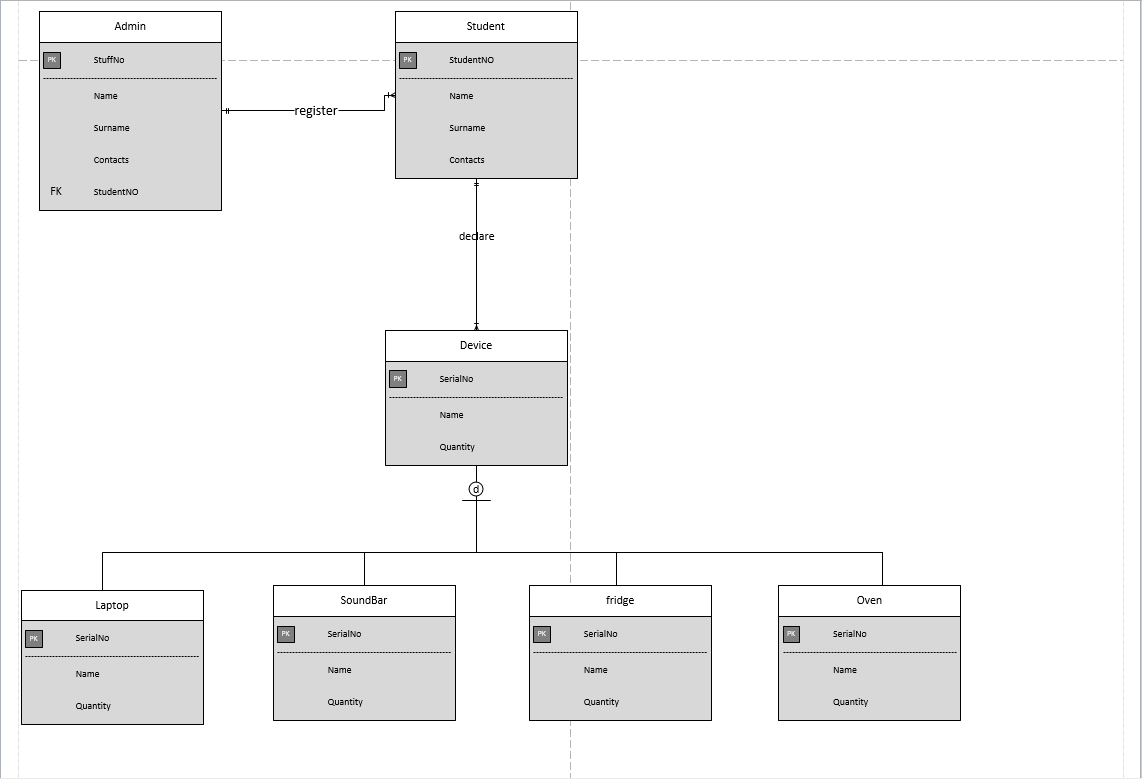 Admin
PK StuffNo
Name
Surname
Contacts
FK StudentNO
register
Student
PK StudentNO
Name
Surname
Contacts
declare
Device
PK SerialNo
Name
Quantity
d
Laptop
PK SerialNo
Name
Quantity
SoundBar
PK SerialNo
Name
Quantity
fridge
PK SerialNo
Name
Quantity
Oven
PK SerialNo
Name
Quantity